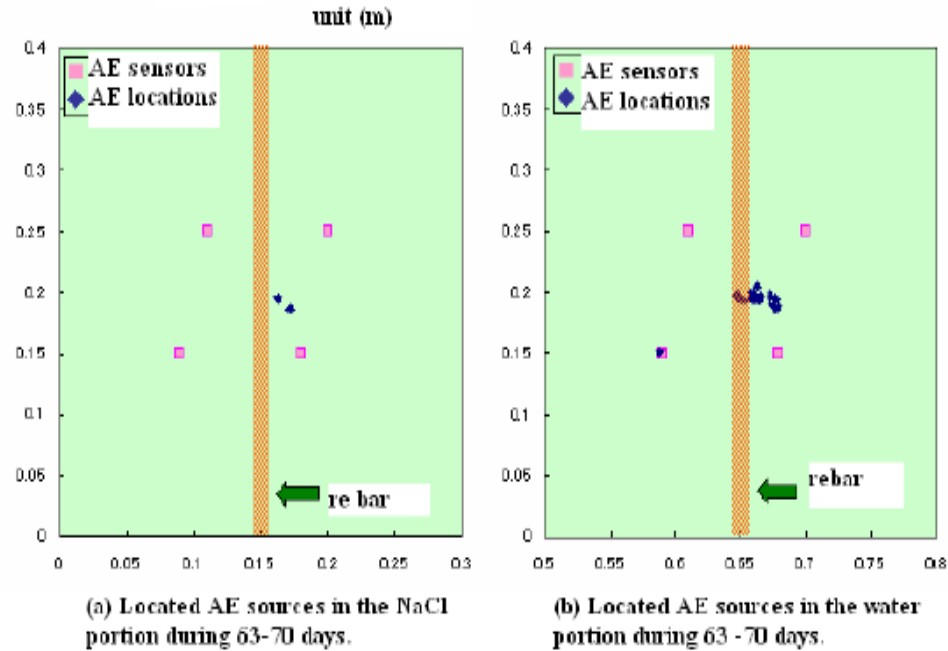 unit (m)
0.4
0.35
0.3
0.25
0.2
0.15
0.1
0.05
0
0
0.05
0.1
0.15
0.2
0.25
0.3
AE sensors
AE locations
re bar
(a) Located AE sources in the NaCl
portion during 63-70 days.
0.4
0.35
0.3
0.25
0.2
0.15
0.1
0.05
0
0.5
0.55
0.6
0.65
0.7
0.75
0.8
AE sensors
AE locations
rebar
(b) Located AE sources in the water
portion during 63 -70 days.